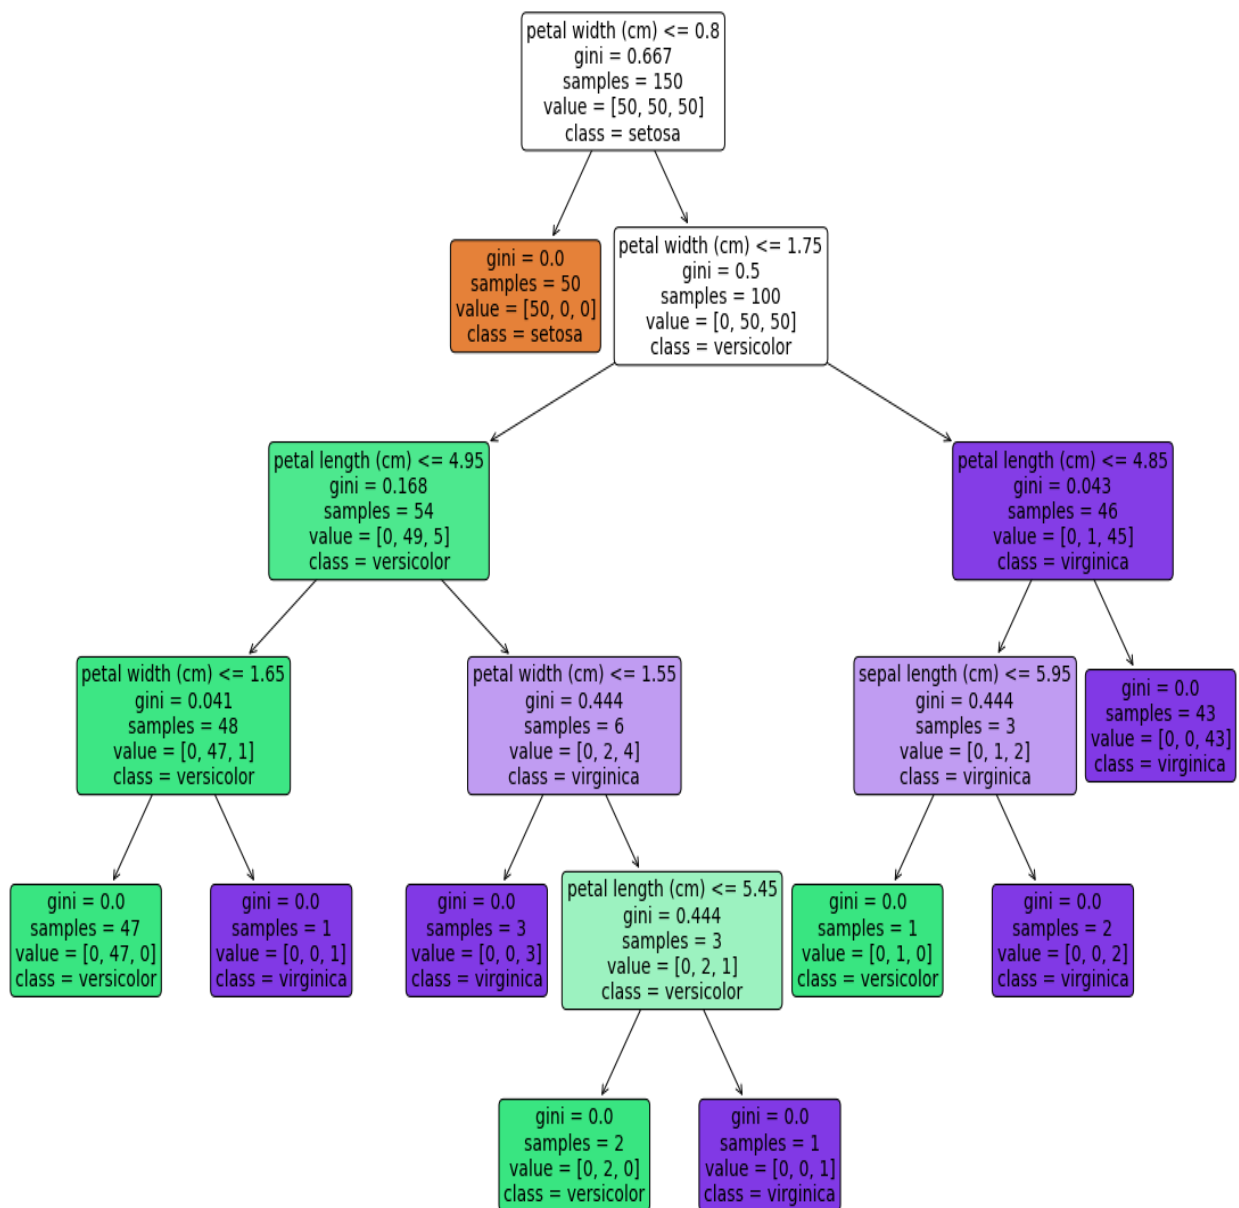 petal width (cm) <= 0.8
gini = 0.667
samples = 150
value = [50, 50, 50]
class = setosa
gini = 0.0
samples = 50
value = [50, 0, 0]
class = setosa
petal width (cm) <= 1.75
gini = 0.5
samples = 100
value = [0, 50, 50]
class = versicolor
petal length (cm) <= 4.95
gini = 0.168
samples = 54
value = [0, 49, 5]
class = versicolor
petal length (cm) <= 4.85
gini = 0.043
samples = 46
value = [0, 1, 45]
class = virginica
petal width (cm) <= 1.65
gini = 0.041
samples = 48
value = [0, 47, 1]
class = versicolor
petal width (cm) <= 1.55
gini = 0.444
samples = 6
value = [0, 2, 4]
class = virginica
sepal length (cm) <= 5.95
gini = 0.444
samples = 3
value = [0, 1, 2]
class = virginica
gini = 0.0
samples = 43
value = [0, 0, 43]
class = virginica
gini = 0.0
samples = 47
value = [0, 47, 0]
class = versicolor
gini = 0.0
samples = 1
value = [0, 0, 1]
class = virginica
gini = 0.0
samples = 3
value = [0, 0, 3]
class = virginica
petal length (cm) <= 5.45
gini = 0.444
samples = 3
value = [0, 2, 1]
class = versicolor
gini = 0.0
samples = 1
value = [0, 1, 0]
class = versicolor
gini = 0.0
samples = 2
value = [0, 0, 2]
class = virginica
gini = 0.0
samples = 2
value = [0, 2, 0]
class = versicolor
gini = 0.0
samples = 1
value = [0, 0, 1]
class = virginica